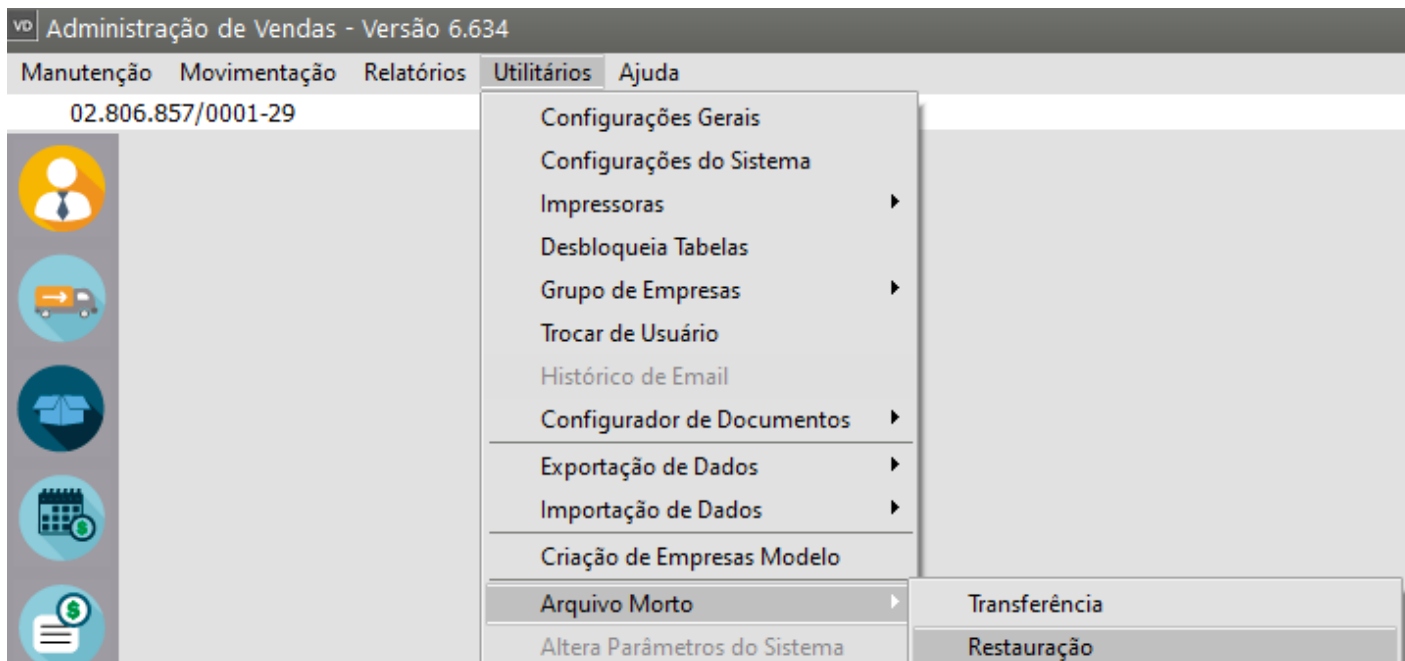 VD Administração de Vendas - Versão 6.634
Manutenção Movimentação Relatórios Utilitários Ajuda
02.806.857/0001-29
Configurações Gerais
Configurações do Sistema
Impressoras
Desbloqueia Tabelas
Grupo de Empresas
Trocar de Usuário
Histórico de Email
Configurador de Documentos
Exportação de Dados
Importação de Dados
Criação de Empresas Modelo
Arquivo Morto
Transferência
Altera Parâmetros do Sistema
Restauração